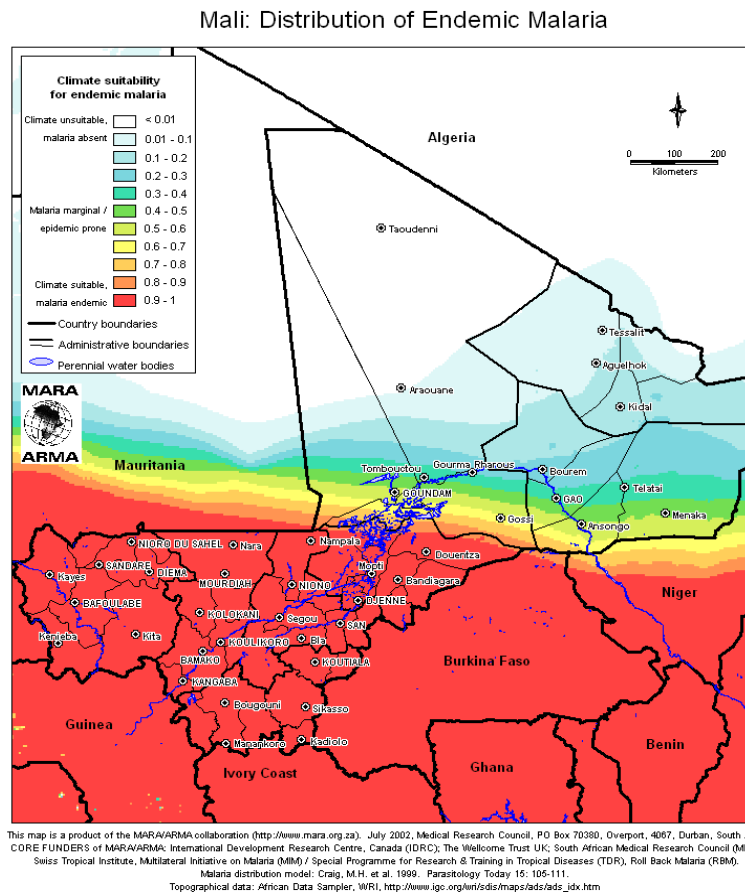 Mali: Distribution of Endemic Malaria
Climate suitability
for endemic malaria
Climate unsuitable,
malaria absent
Malaria marginal /
epidemic prone
Climate suitable,
malaria endemic
< 0.01
0.01 - 0.1
0.1 - 0.2
0.2 - 0.3
0.3 - 0.4
0.4 - 0.5
0.5 - 0.6
0.6 - 0.7
0.7 - 0.8
0.8 - 0.9
0.9 - 1
Country boundaries
Administrative boundaries
Perennial water bodies
MARA
ARMA
Algeria
0 100 200
Kilometers
Taoudenni
Tessalit
Aguelhok
Araouane
Kidal
Mauritania
Tombouctou
Gourma Rharous
Bourem
GOUNDAM
GAO
Telatai
Gossi
Ansongo
Menaka
NIORO DU SAHEL
Nara
Nampala
Douentza
SANDARE
DIEMA
Kayes
MOURDIAH
NIONO
Mopti
Bandiagara
Niger
BAFOULABE
KOLOKANI
Segou
DJENNE
SAN
Kenieba
Kita
KOULIKORO
Bla
BAMAKO
KOUTIALA
Burkina Faso
KANGABA
Guinea
Bougouni
Sikasso
Manankoro
Kadiolo
Benin
Ivory Coast
Ghana
This map is a product of the MARA/ARMA collaboration (http://www.mara.org.za). July 2002, Medical Research Council, PO Box 70380, Overport, 4067, Durban, South
CORE FUNDERS of MARA/ARMA: International Development Research Centre, Canada (IDRC); The Wellcome Trust UK; South African Medical Research Council (M
Swiss Tropical Institute, Multilateral Initiative on Malaria (MIM) / Special Programme for Research & Training in Tropical Diseases (TDR), Roll Back Malaria (RBM).
Malaria distribution model: Craig, M.H. et al. 1999. Parasitology Today 15: 105-111.
Topographical data: African Data Sampler, WRI, http://www.igc.org/wri/sdis/maps/ads/ads_idx.htm